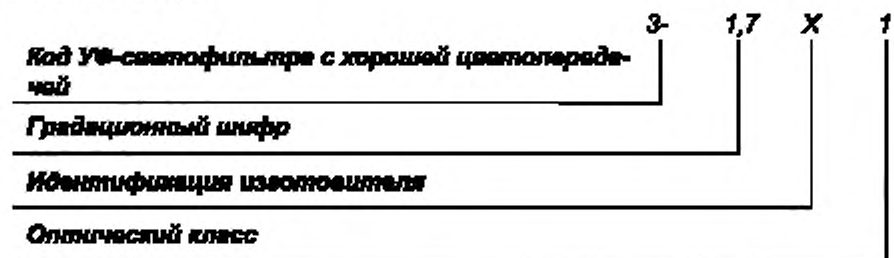 3- 1,7 X 1
Код УФ-светофильтра с хорошей цветопереда-
чей
Градационный шифр
Идентификация изготовителя
Оптический класс